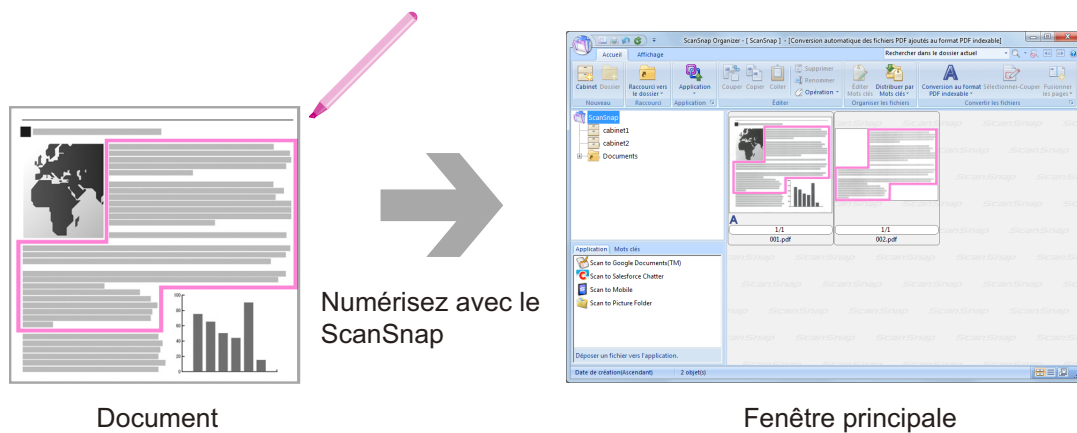 ScanSnap Organizer - [ ScanSnap ] - [Conversion automatique des fichiers PDF ajoutés au format PDF indexable]
Accueil Affichage
Rechercher dans le dossier actuel
Cabinet Dossier
Raccourci vers le dossier
Application
Couper Copier Coller
Supprimer
Renommer
Opération
Éditer Mots clés
Distribuer par Mots clés
Conversion au format PDF indexable
Sélectionner-Couper
Fusionner les pages
Nouveau Raccourci Application Éditer Organiser les fichiers Convertir les fichiers
ScanSnap
cabinet1
cabinet2
Documents
A
1/1 1/1
001.pdf 002.pdf
Application Mots clés
Scan to Google Documents(TM)
Scan to Salesforce Chatter
Scan to Mobile
Scan to Picture Folder
Déposer un fichier vers l'application.
Date de création(Ascendant) 2 objet(s)
Numérisez avec le
ScanSnap
Document
Fenêtre principale